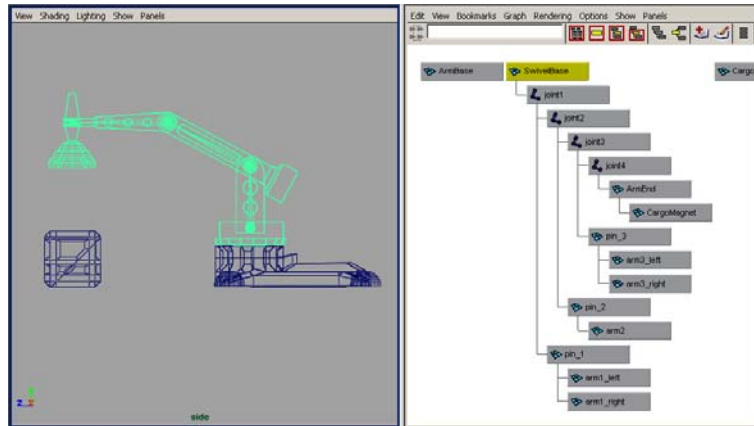 View Shading Lighting Show Panels
side
Edit View Bookmarks Graph Rendering Options Show Panels
ArmBase SwivelBase Cargo
joint1
joint2
joint3
joint4
ArmEnd
CargoMagnet
pin_3
arm3_left
arm3_right
pin_2
arm2
pin_1
arm1_left
arm1_right